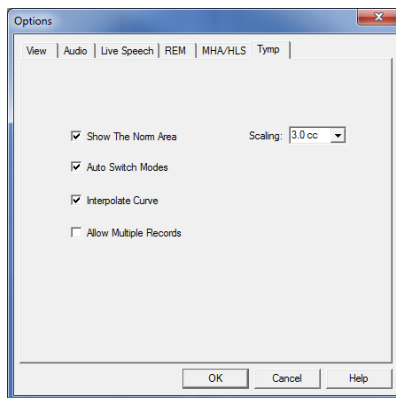 Options
View Audio Live Speech REM MHA/HLS Tymp
Show The Norm Area Scaling: 3.0 cc
Auto Switch Modes
Interpolate Curve
Allow Multiple Records
OK Cancel Help